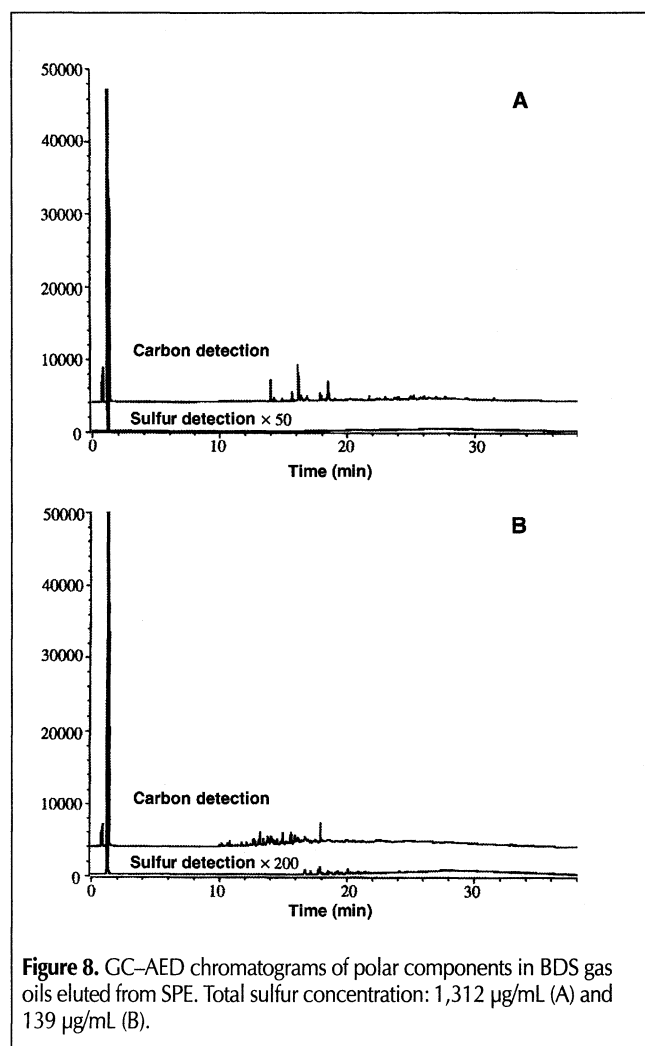 A
50000
40000
30000
20000
10000
0
Carbon detection
Sulfur detection × 50
0 10 20 30
Time (min)
B
50000
40000
30000
20000
10000
0
Carbon detection
Sulfur detection × 200
0 10 20 30
Time (min)
Figure 8. GC–AED chromatograms of polar components in BDS gas
oils eluted from SPE. Total sulfur concentration: 1,312 µg/mL (A) and
139 µg/mL (B).